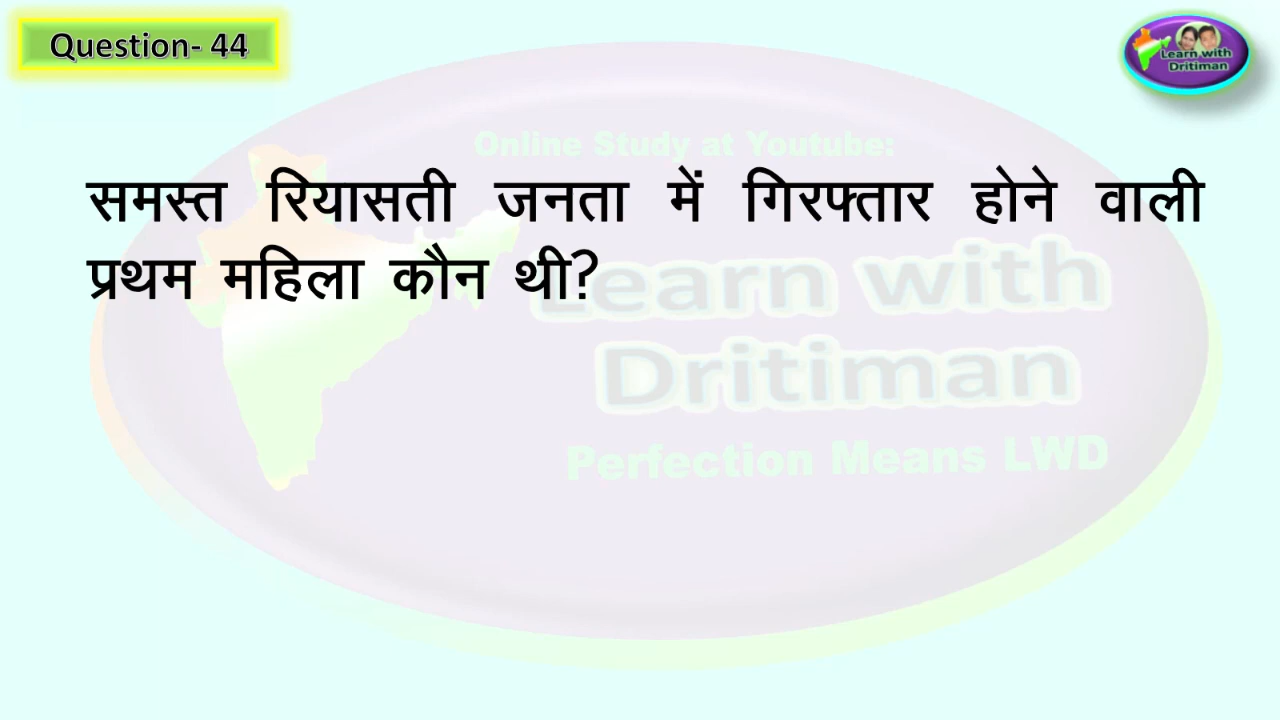 Question- 44
Learn with
Dritiman
Online Study at Youtube:
समस्त रियासती जनता में गिरफ्तार होने वाली
प्रथम महिला कौन थी?
Learn with
Dritiman
Perfection Means LWD